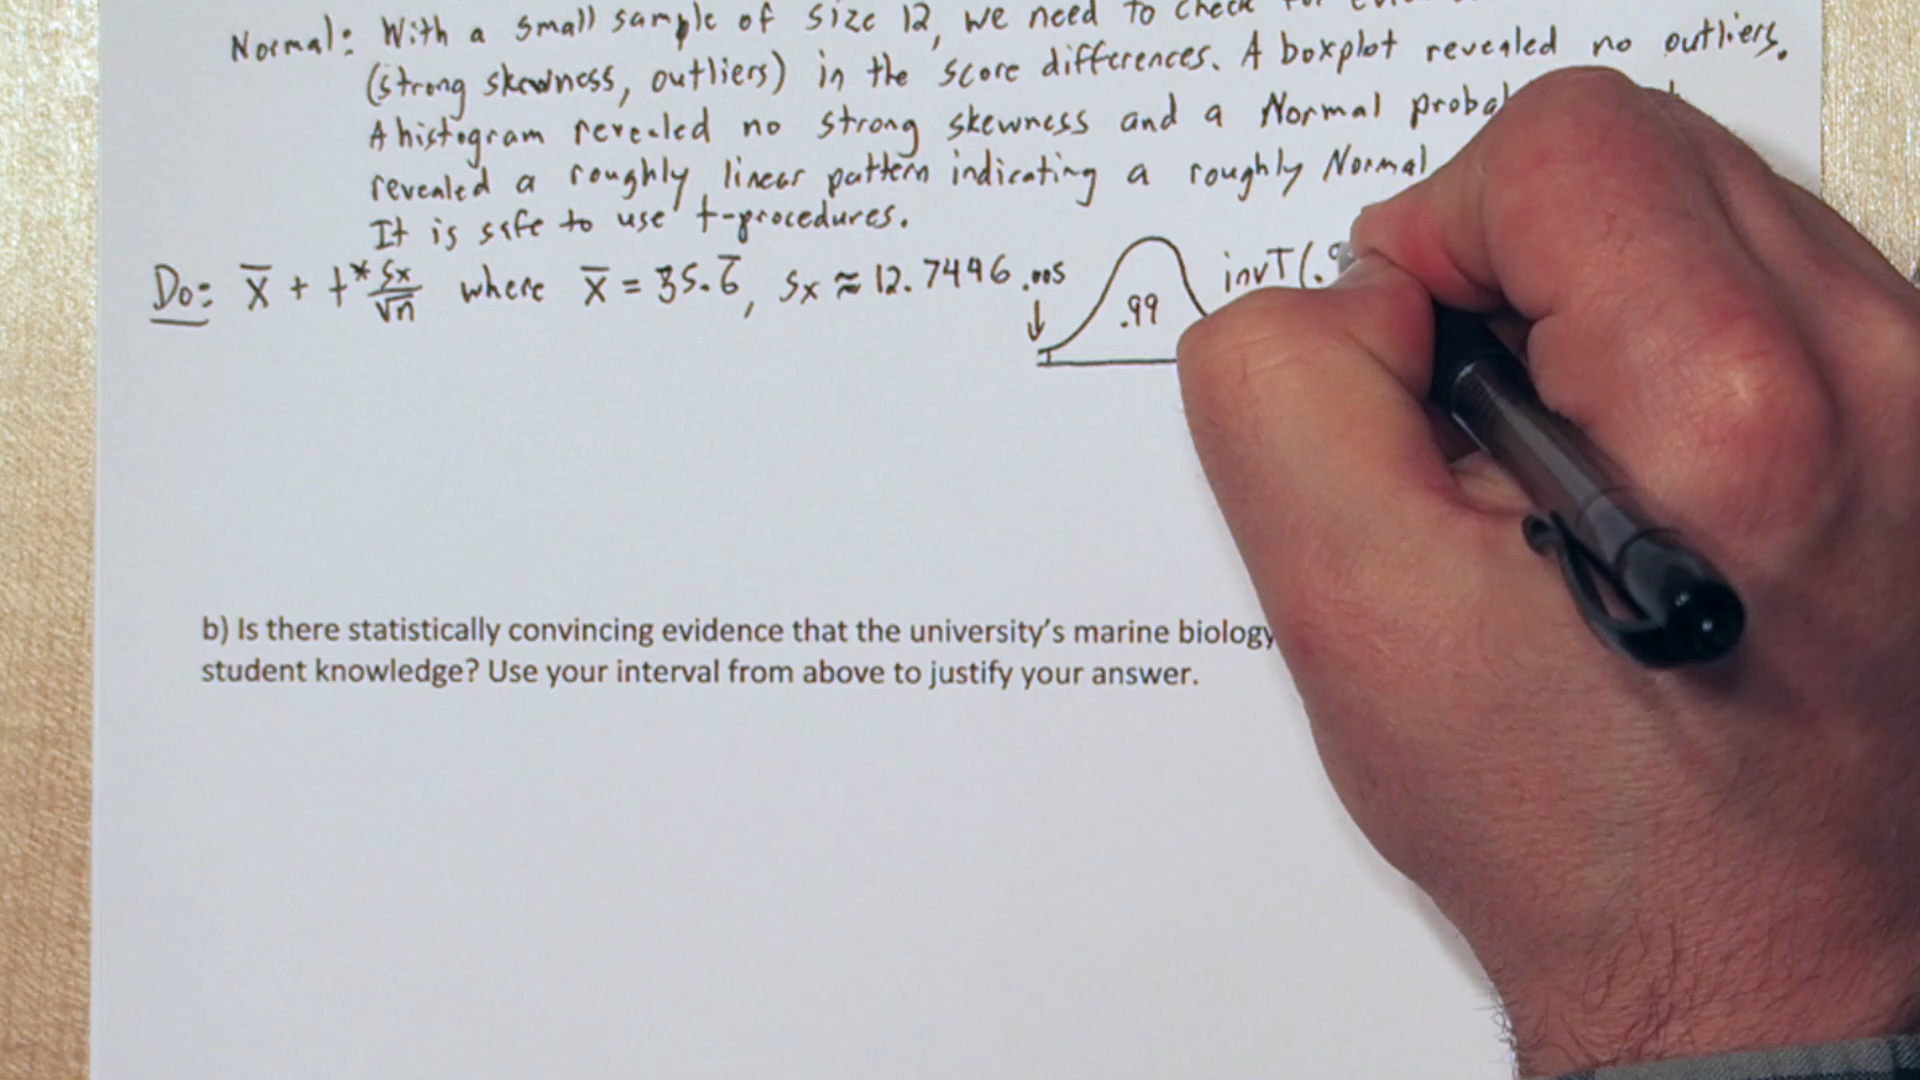 Normal: With a small sample of size 12, we need to check
(strong skewness, outliers) in the score differences. A boxplot revealed no outliers.
A histogram revealed no strong skewness and a Normal
revealed a roughly linear pattern indicating a roughly Normal
It is safe to use t-procedures.
Do: x̄ + t* sx/√n where x̄ = 35.6̅, sx ≈ 12.7496 .005 .99 invT(.9
b) Is there statistically convincing evidence that the university's marine biology
student knowledge? Use your interval from above to justify your answer.